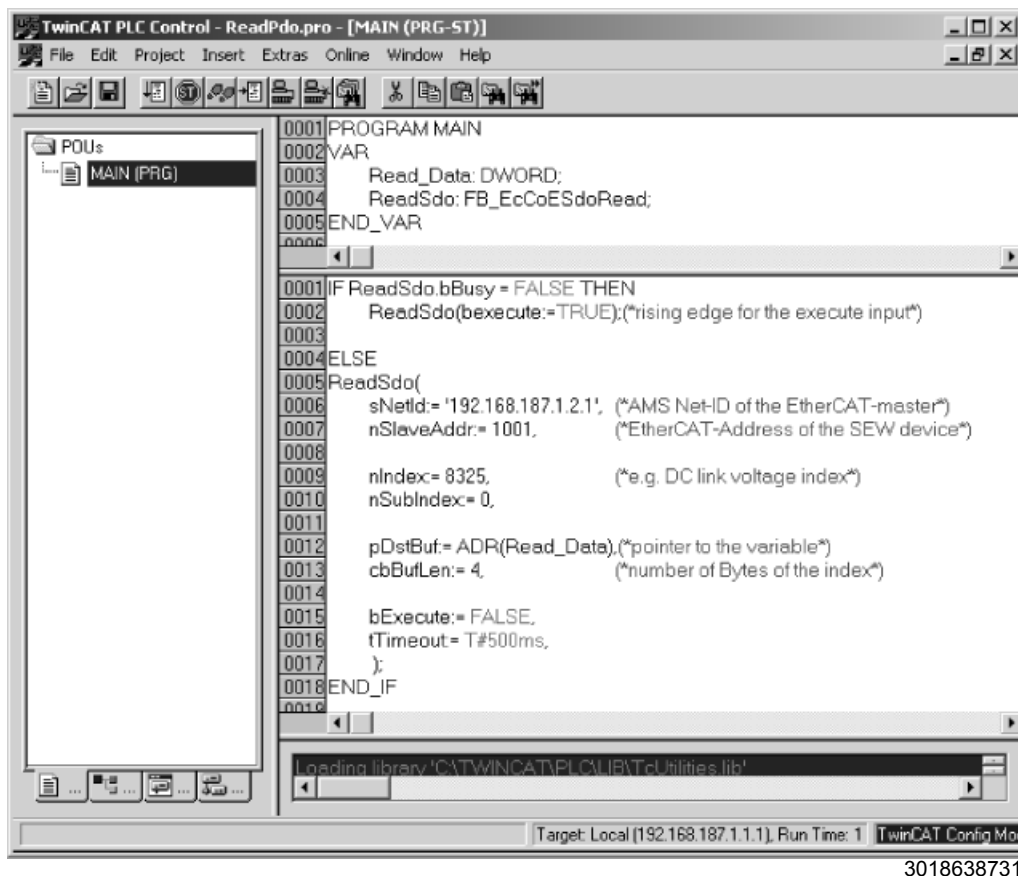 TwinCAT PLC Control - ReadPdo.pro - [MAIN (PRG-ST)]
File Edit Project Insert Extras Online Window Help
POUs
MAIN (PRG)
0001 PROGRAM MAIN
0002 VAR
0003 Read_Data: DWORD;
0004 ReadSdo: FB_EcCoESdoRead;
0005 END_VAR
0006
0001 IF ReadSdo.bBusy = FALSE THEN
0002 ReadSdo(bexecute:=TRUE);(*rising edge for the execute input*)
0003
0004 ELSE
0005 ReadSdo(
0006 sNetId:= '192.168.187.1.2.1', (*AMS Net-ID of the EtherCAT-master*)
0007 nSlaveAddr:= 1001, (*EtherCAT-Address of the SEW device*)
0008
0009 nIndex:= 8325, (*e.g. DC link voltage index*)
0010 nSubIndex:= 0,
0011
0012 pDstBuf:= ADR(Read_Data),(*pointer to the variable*)
0013 cbBufLen:= 4, (*number of Bytes of the index*)
0014
0015 bExecute:= FALSE,
0016 tTimeout:= T#500ms,
0017 );
0018 END_IF
0019
Loading library 'C:\TWINCAT\PLC\LIB\TcUtilities.lib'
... ... ... ...
Target: Local (192.168.187.1.1.1), Run Time: 1 TwinCAT Config Mo
3018638731